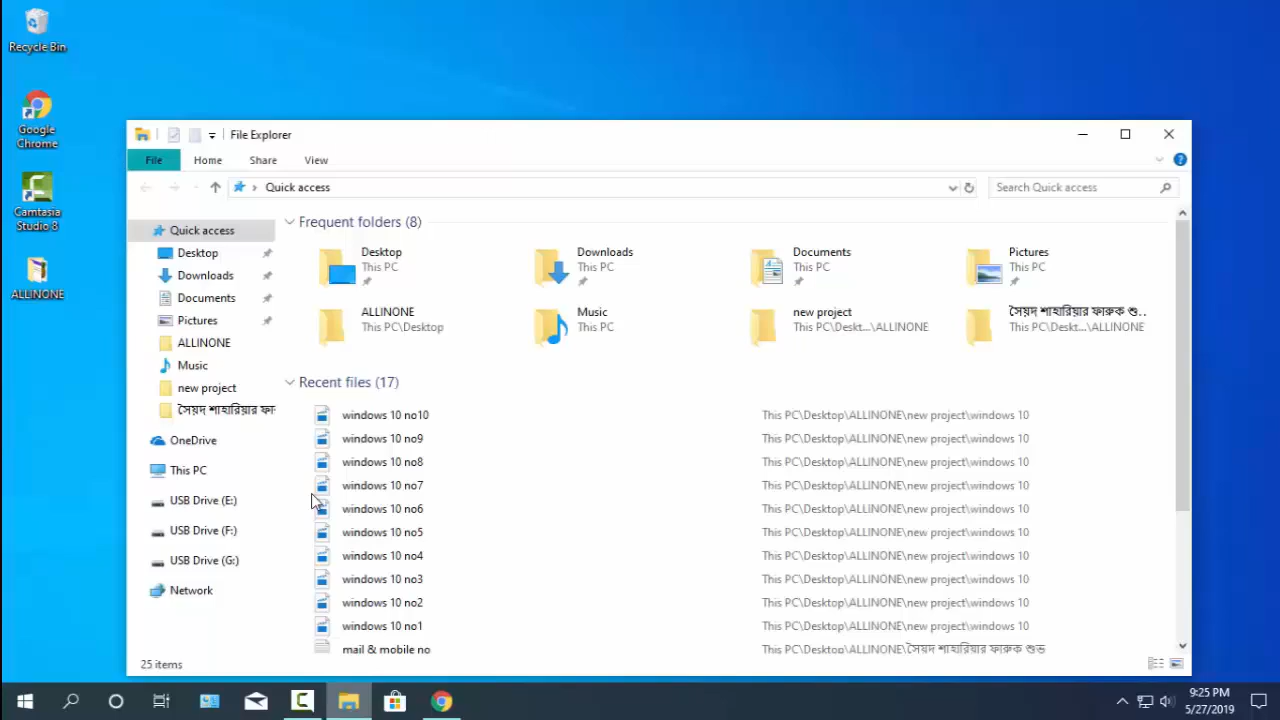 Recycle Bin
Google
Chrome
Camtasia
Studio 8
ALLINONE
File Explorer
File Home Share View
Quick access
Search Quick access
Quick access
Desktop
Downloads
Documents
Pictures
ALLINONE
Music
new project
সৈয়দ শাহারিয়ার ফার
OneDrive
This PC
USB Drive (E:)
USB Drive (F:)
USB Drive (G:)
Network
Frequent folders (8)
Desktop
This PC
Downloads
This PC
Documents
This PC
Pictures
This PC
ALLINONE
This PC\Desktop
Music
This PC
new project
This PC\Deskt...\ALLINONE
সৈয়দ শাহারিয়ার ফারুক শু..
This PC\Deskt...\ALLINONE
Recent files (17)
windows 10 no10 This PC\Desktop\ALLINONE\new project\windows 10
windows 10 no9 This PC\Desktop\ALLINONE\new project\windows 10
windows 10 no8 This PC\Desktop\ALLINONE\new project\windows 10
windows 10 no7 This PC\Desktop\ALLINONE\new project\windows 10
windows 10 no6 This PC\Desktop\ALLINONE\new project\windows 10
windows 10 no5 This PC\Desktop\ALLINONE\new project\windows 10
windows 10 no4 This PC\Desktop\ALLINONE\new project\windows 10
windows 10 no3 This PC\Desktop\ALLINONE\new project\windows 10
windows 10 no2 This PC\Desktop\ALLINONE\new project\windows 10
windows 10 no1 This PC\Desktop\ALLINONE\new project\windows 10
mail & mobile no This PC\Desktop\ALLINONE\সৈয়দ শাহারিয়ার ফারুক শুভ
25 items
9:25 PM
5/27/2019